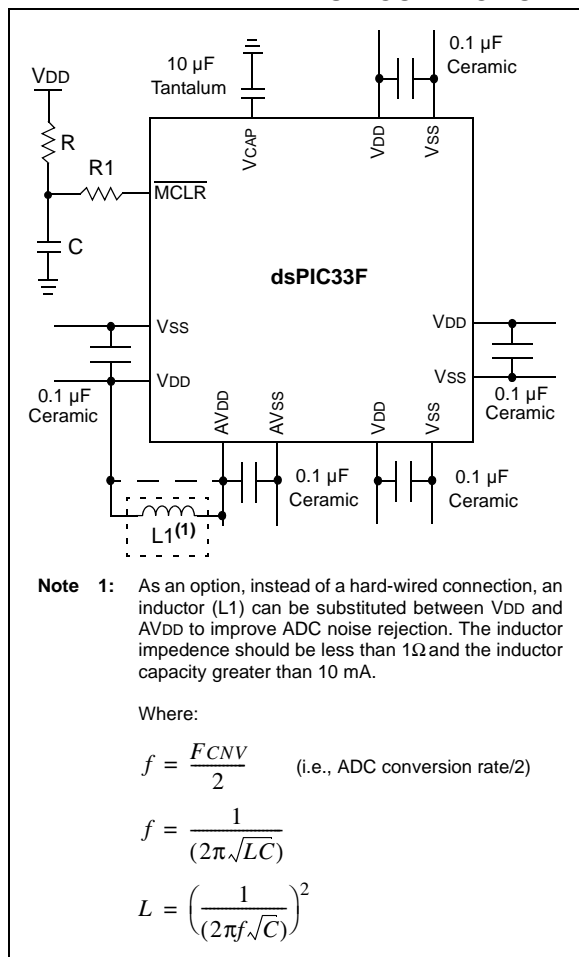 10 µF
Tantalum
0.1 µF
Ceramic
VDD
R
R1
C
VCAP
VDD
VSS
MCLR
dsPIC33F
VSS
VDD
VDD
VSS
0.1 µF
Ceramic
0.1 µF
Ceramic
AVDD
AVSS
VDD
VSS
0.1 µF
Ceramic
0.1 µF
Ceramic
L1(1)
Note 1: As an option, instead of a hard-wired connection, an
inductor (L1) can be substituted between VDD and
AVDD to improve ADC noise rejection. The inductor
impedence should be less than 1Ω and the inductor
capacity greater than 10 mA.
Where:
f = FCNV / 2 (i.e., ADC conversion rate/2)
f = 1 / (2π√LC)
L = (1 / (2πf√C))²